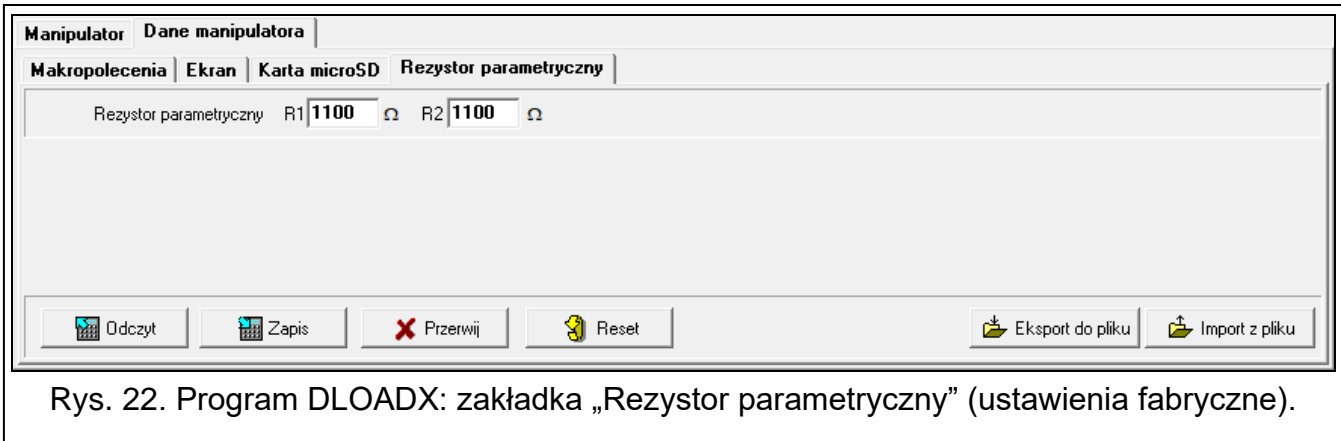 Manipulator Dane manipulatora
Makropolecenia Ekran Karta microSD Rezystor parametryczny
Rezystor parametryczny R1 1100 Ω R2 1100 Ω
Odczyt Zapis Przerwij Reset Eksport do pliku Import z pliku
Rys. 22. Program DLOADX: zakładka „Rezystor parametryczny” (ustawienia fabryczne).